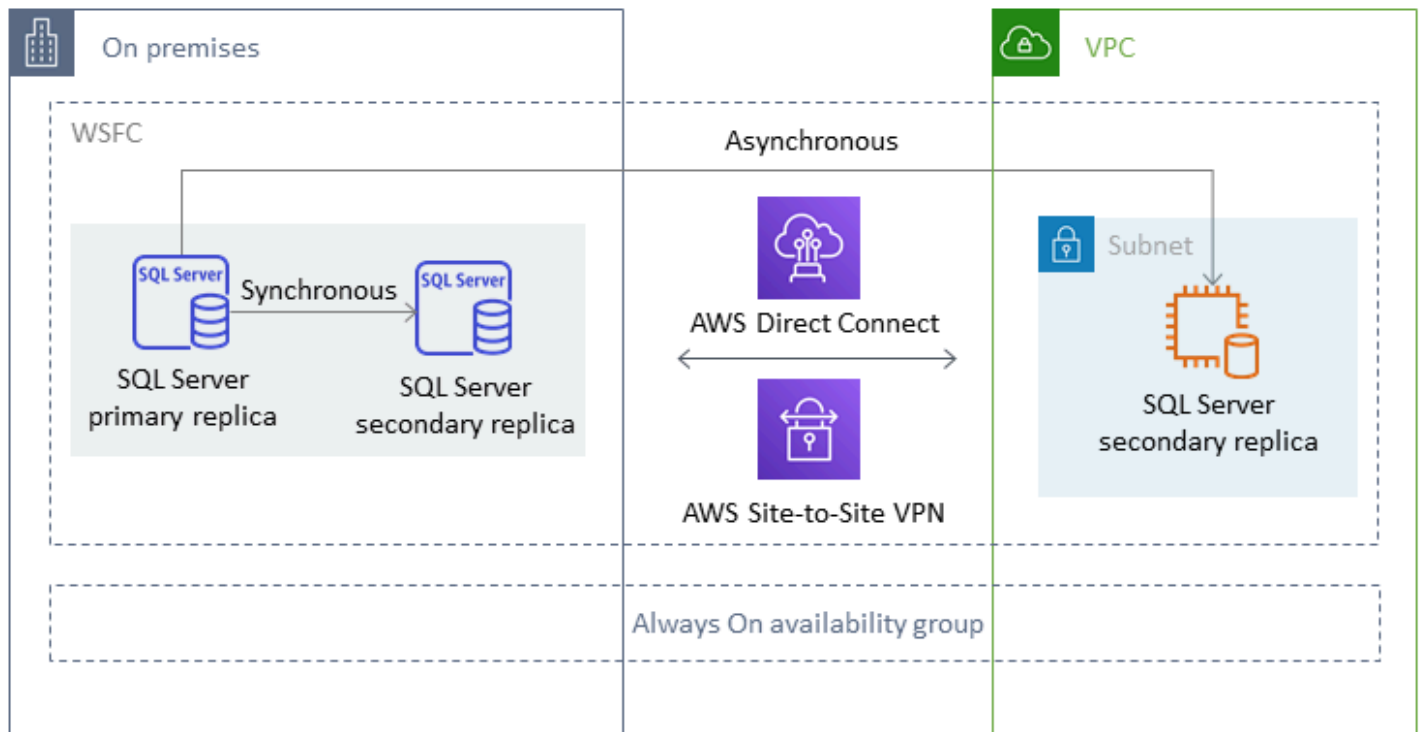 On premises
VPC
WSFC
Asynchronous
SQL Server
Synchronous
SQL Server
SQL Server
primary replica
SQL Server
secondary replica
AWS Direct Connect
AWS Site-to-Site VPN
Subnet
SQL Server
secondary replica
Always On availability group